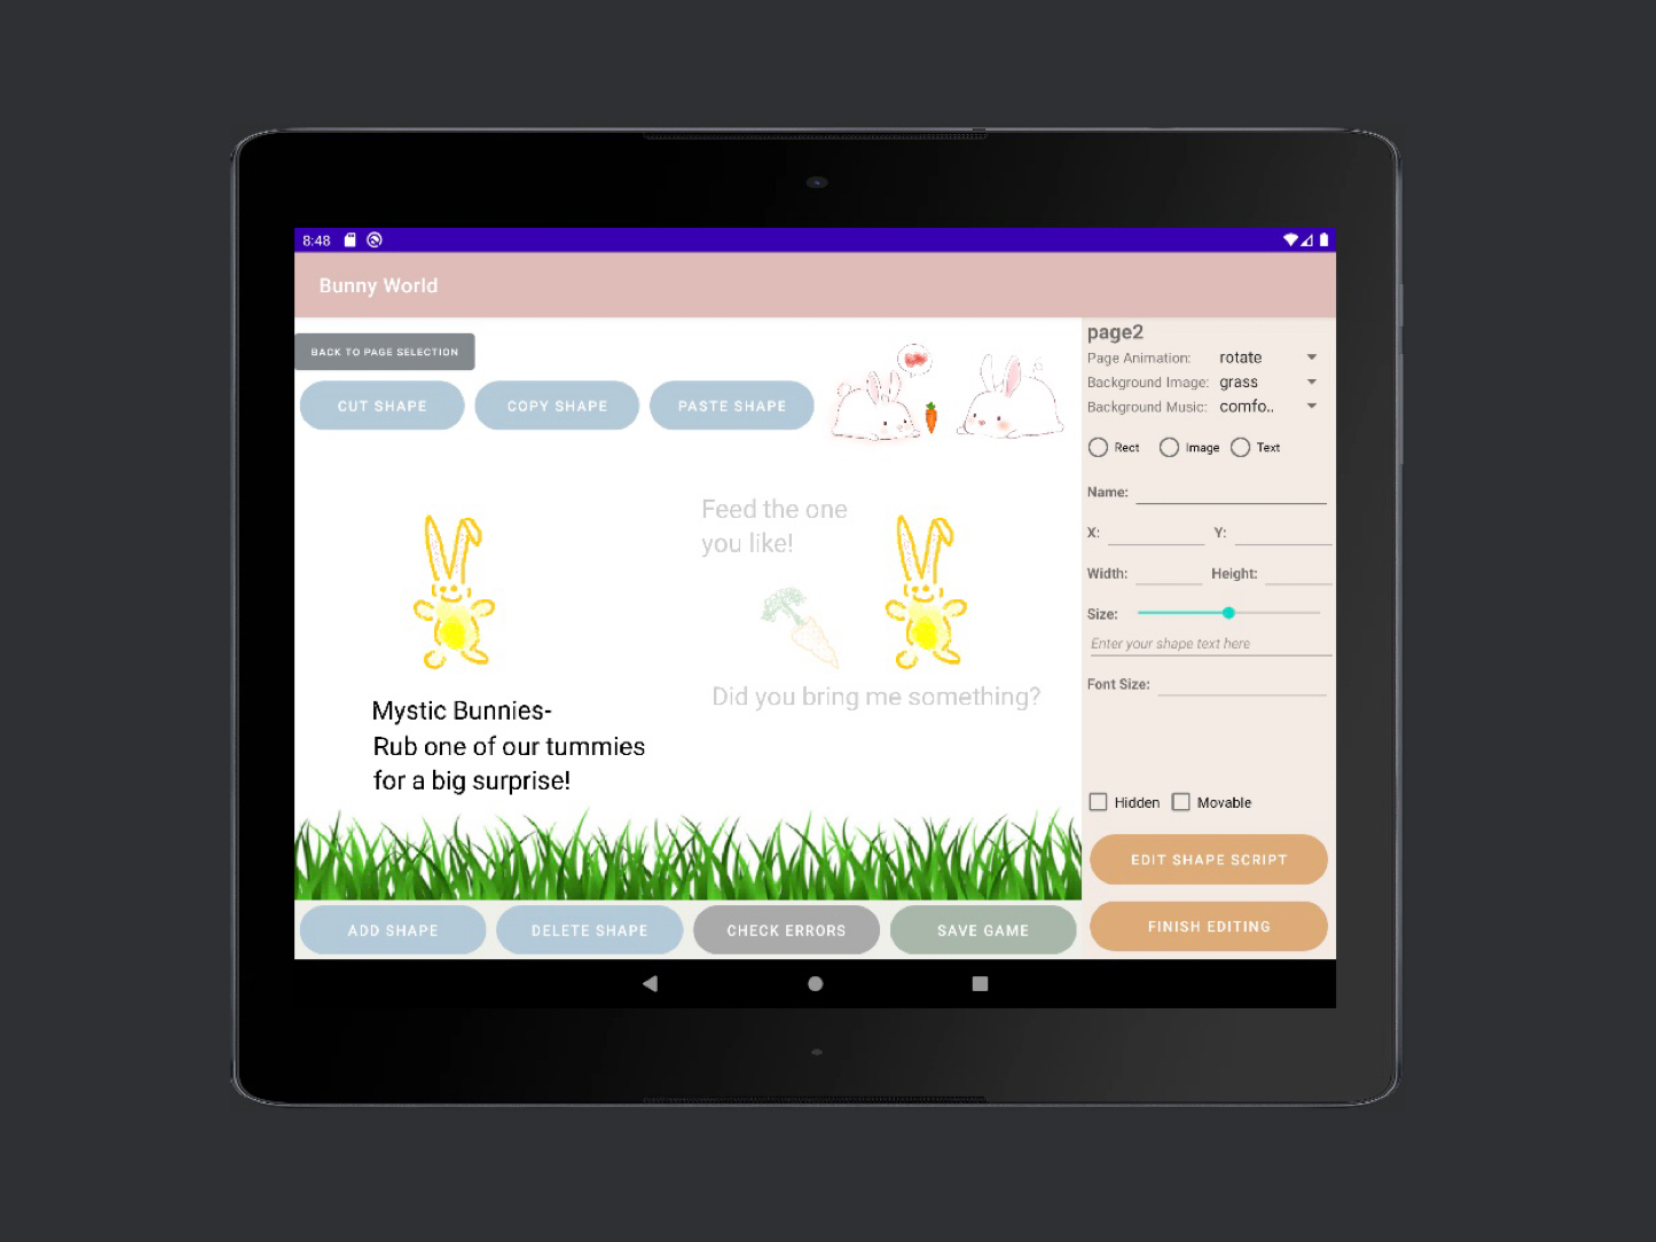 8:48
Bunny World
BACK TO PAGE SELECTION
CUT SHAPE
COPY SHAPE
PASTE SHAPE
Feed the one
you like!
Did you bring me something?
Mystic Bunnies-
Rub one of our tummies
for a big surprise!
ADD SHAPE
DELETE SHAPE
CHECK ERRORS
SAVE GAME
page2
Page Animation: rotate
Background Image: grass
Background Music: comfo..
Rect Image Text
Name:
X: Y:
Width: Height:
Size:
Enter your shape text here
Font Size:
Hidden Movable
EDIT SHAPE SCRIPT
FINISH EDITING